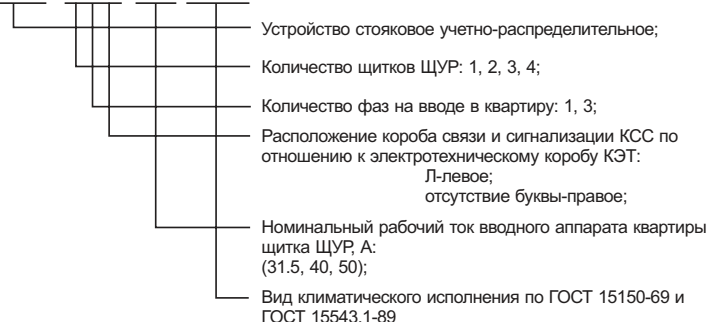 Устройство стояковое учетно-распределительное;
Количество щитков ЩУР: 1, 2, 3, 4;
Количество фаз на вводе в квартиру: 1, 3;
Расположение короба связи и сигнализации КСС по
отношению к электротехническому коробу КЭТ:
Л-левое;
отсутствие буквы-правое;
Номинальный рабочий ток вводного аппарата квартиры
щитка ЩУР, А:
(31.5, 40, 50);
Вид климатического исполнения по ГОСТ 15150-69 и
ГОСТ 15543.1-89